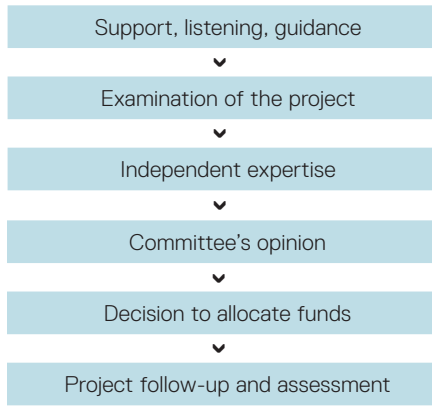 Support, listening, guidance
Examination of the project
Independent expertise
Committee's opinion
Decision to allocate funds
Project follow-up and assessment